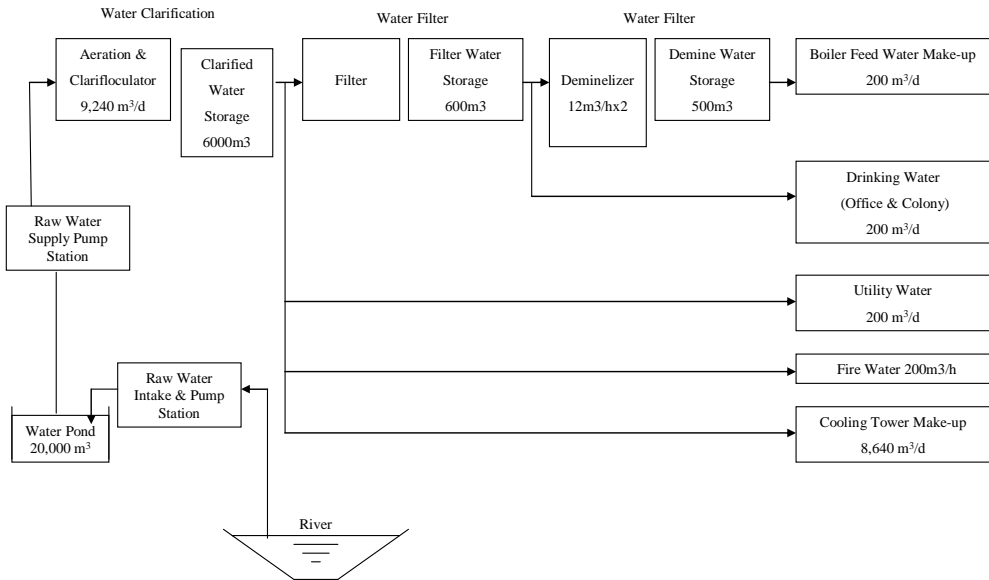 Water Clarification
Water Filter
Water Filter
Aeration &
Clarifloculator
9,240 m³/d
Clarified
Water
Storage
6000m3
Filter
Filter Water
Storage
600m3
Deminelizer
12m3/hx2
Demine Water
Storage
500m3
Boiler Feed Water Make-up
200 m³/d
Drinking Water
(Office & Colony)
200 m³/d
Raw Water
Supply Pump
Station
Utility Water
200 m³/d
Fire Water 200m3/h
Raw Water
Intake & Pump
Station
Water Pond
20,000 m³
Cooling Tower Make-up
8,640 m³/d
River